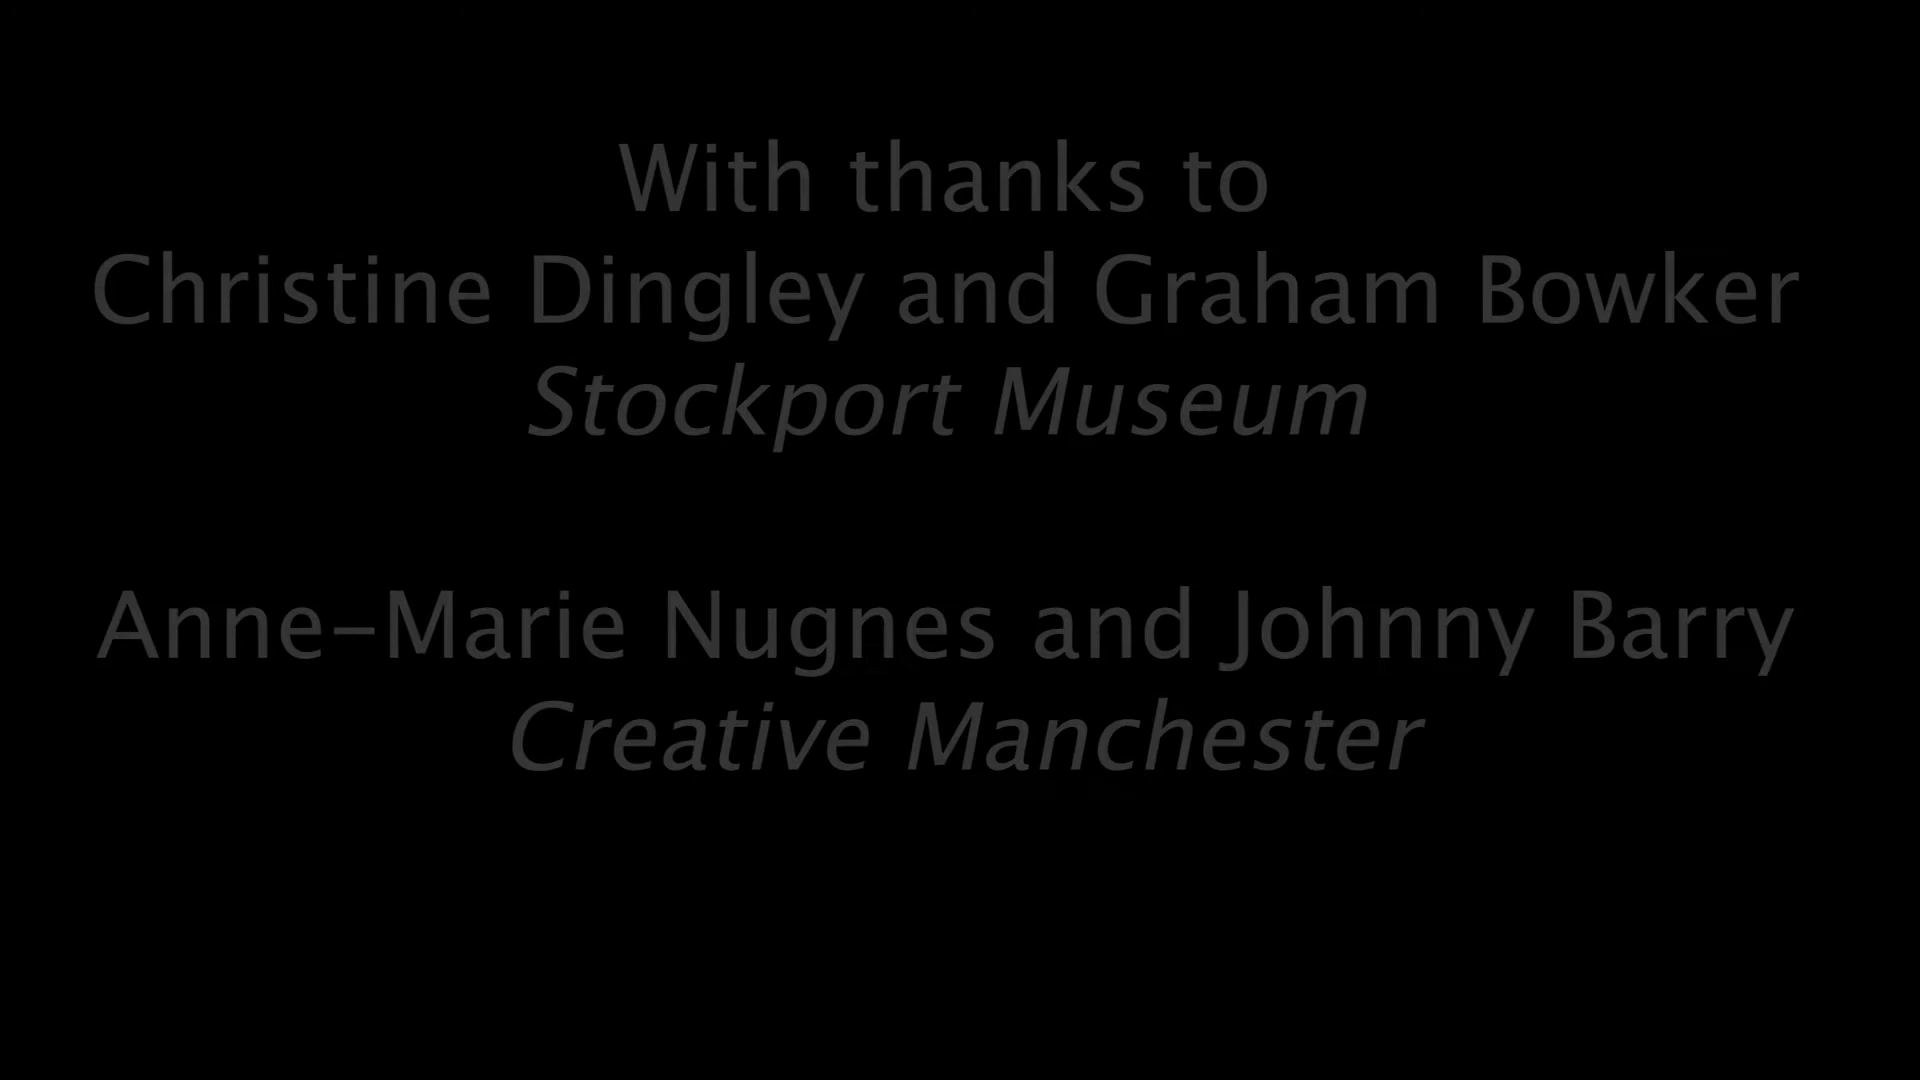 With thanks to
Christine Dingley and Graham Bowker
Stockport Museum
Anne-Marie Nugnes and Johnny Barry
Creative Manchester